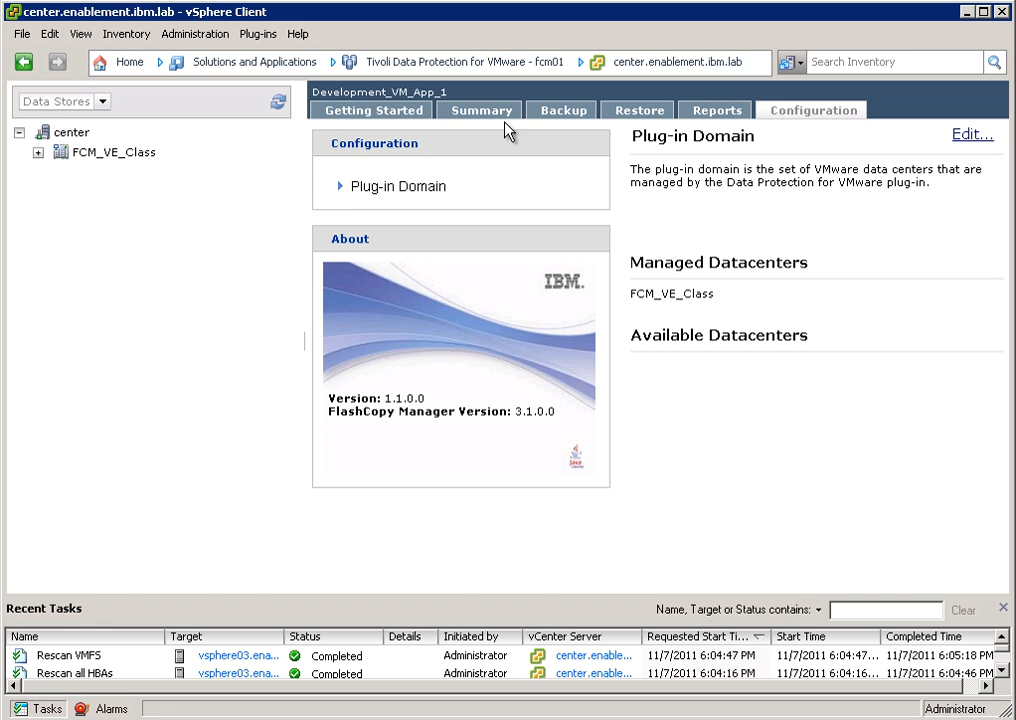 center.enablement.ibm.lab - vSphere Client
File Edit View Inventory Administration Plug-ins Help
Home Solutions and Applications Tivoli Data Protection for VMware - fcm01 center.enablement.ibm.lab Search Inventory
Data Stores
center
FCM_VE_Class
Development_VM_App_1
Getting Started Summary Backup Restore Reports Configuration
Configuration
Plug-in Domain
About
IBM.
Version: 1.1.0.0
FlashCopy Manager Version: 3.1.0.0
Java
Plug-in Domain Edit...
The plug-in domain is the set of VMware data centers that are
managed by the Data Protection for VMware plug-in.
Managed Datacenters
FCM_VE_Class
Available Datacenters
Recent Tasks Name, Target or Status contains: Clear
Name Target Status Details Initiated by vCenter Server Requested Start Ti... Start Time Completed Time
Rescan VMFS vsphere03.ena... Completed Administrator center.enable... 11/7/2011 6:04:47 PM 11/7/2011 6:04:47... 11/7/2011 6:05:18 PM
Rescan all HBAs vsphere03.ena... Completed Administrator center.enable... 11/7/2011 6:04:16 PM 11/7/2011 6:04:16... 11/7/2011 6:04:46 PM
Tasks Alarms Administrator